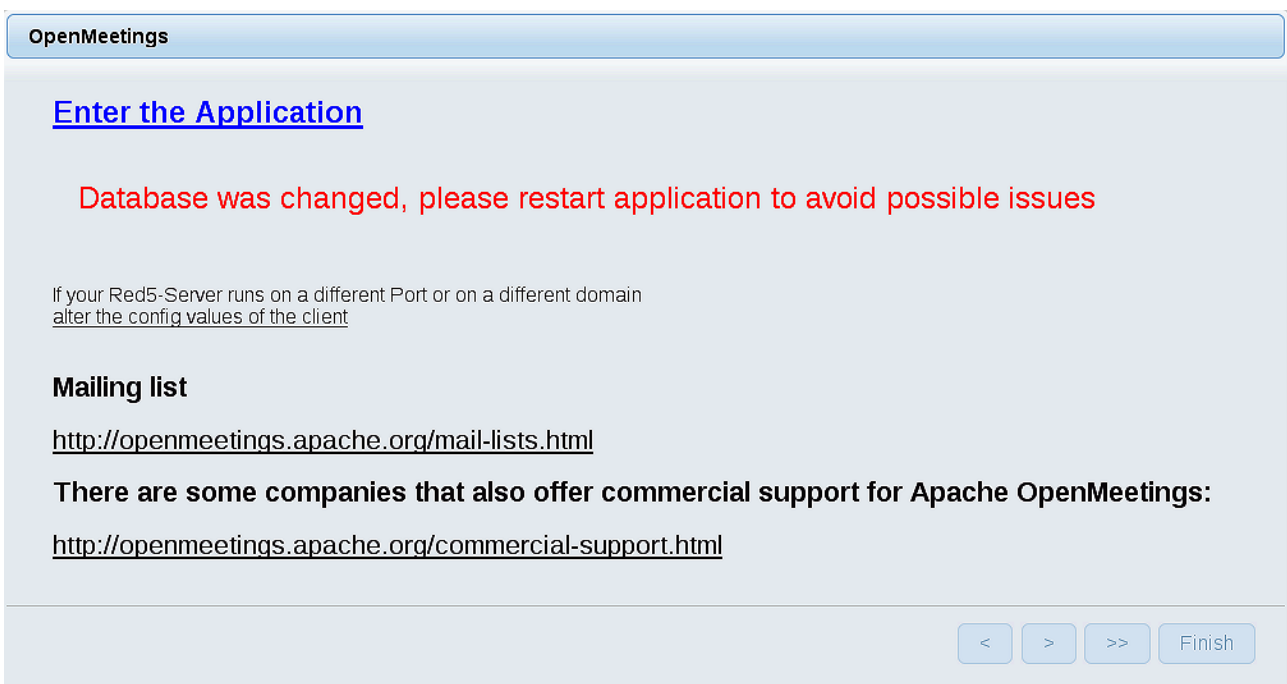 OpenMeetings
Enter the Application
Database was changed, please restart application to avoid possible issues
If your Red5-Server runs on a different Port or on a different domain
alter the config values of the client
Mailing list
http://openmeetings.apache.org/mail-lists.html
There are some companies that also offer commercial support for Apache OpenMeetings:
http://openmeetings.apache.org/commercial-support.html
< > >> Finish